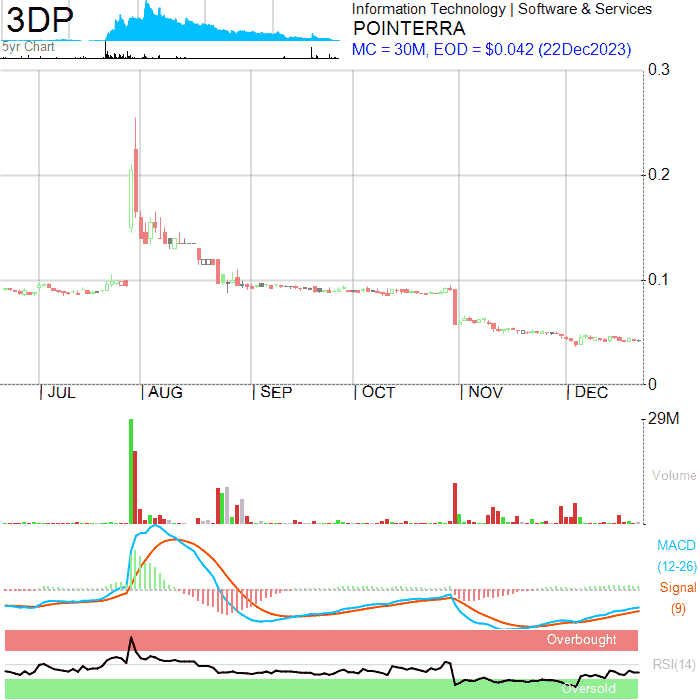 3DP
5yr Chart
Information Technology | Software & Services
POINTERRA
MC = 30M, EOD = $0.042 (22Dec2023)
0.3
0.2
0.1
0
JUL AUG SEP OCT NOV DEC
29M
Volume
MACD
(12-26)
Signal
(9)
Overbought
RSI(14)
Oversold